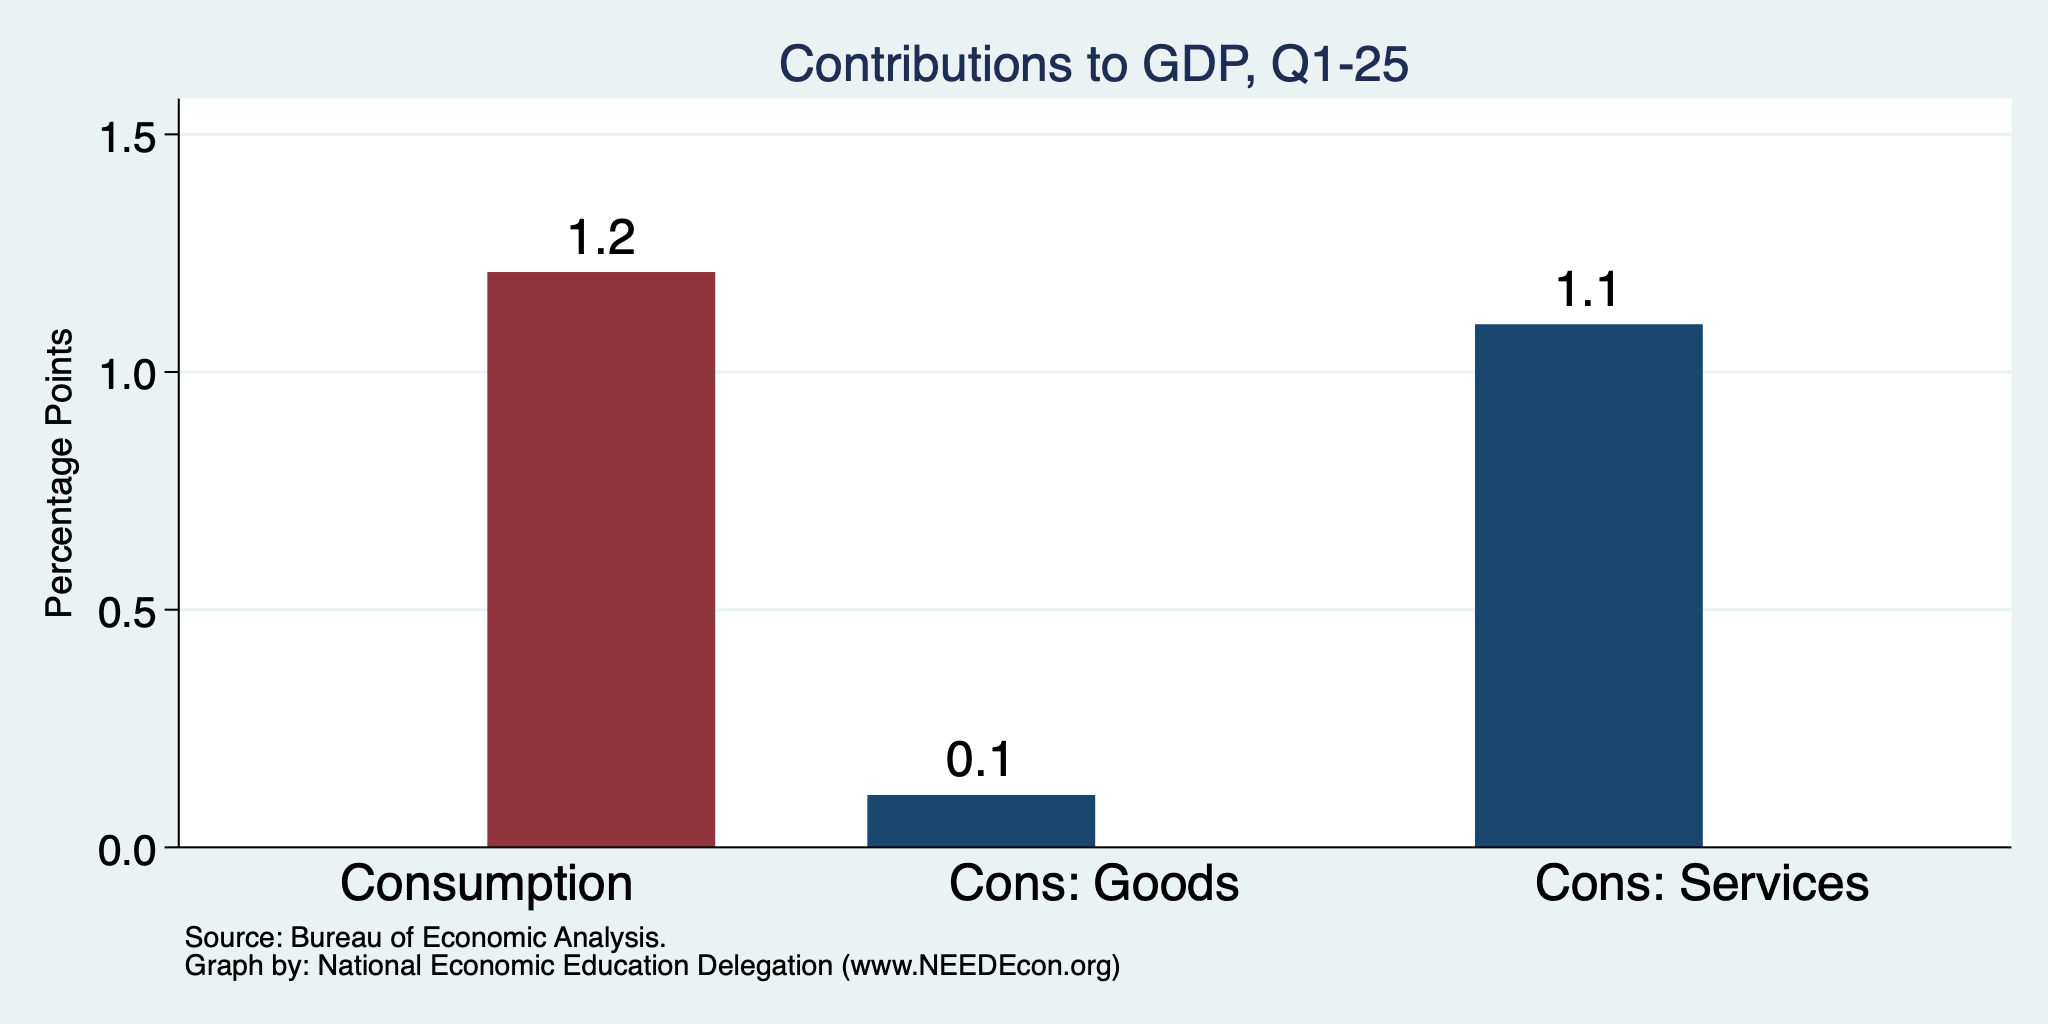 Contributions to GDP, Q1-25
Percentage Points
1.5
1.0
0.5
0.0
1.2
0.1
1.1
Consumption
Cons: Goods
Cons: Services
Source: Bureau of Economic Analysis.
Graph by: National Economic Education Delegation (www.NEEDEcon.org)